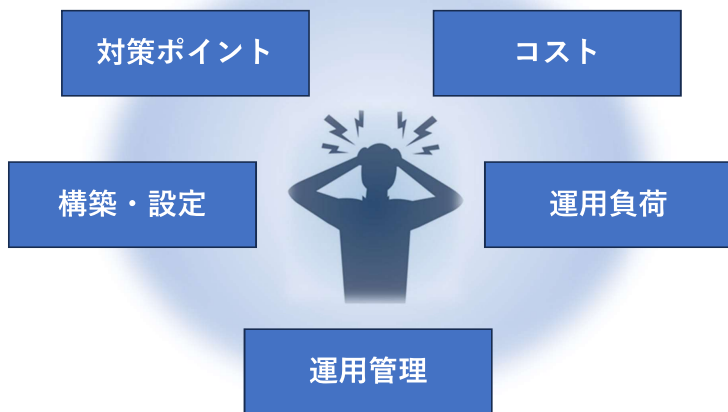 対策ポイント
コスト
構築・設定
運用負荷
運用管理